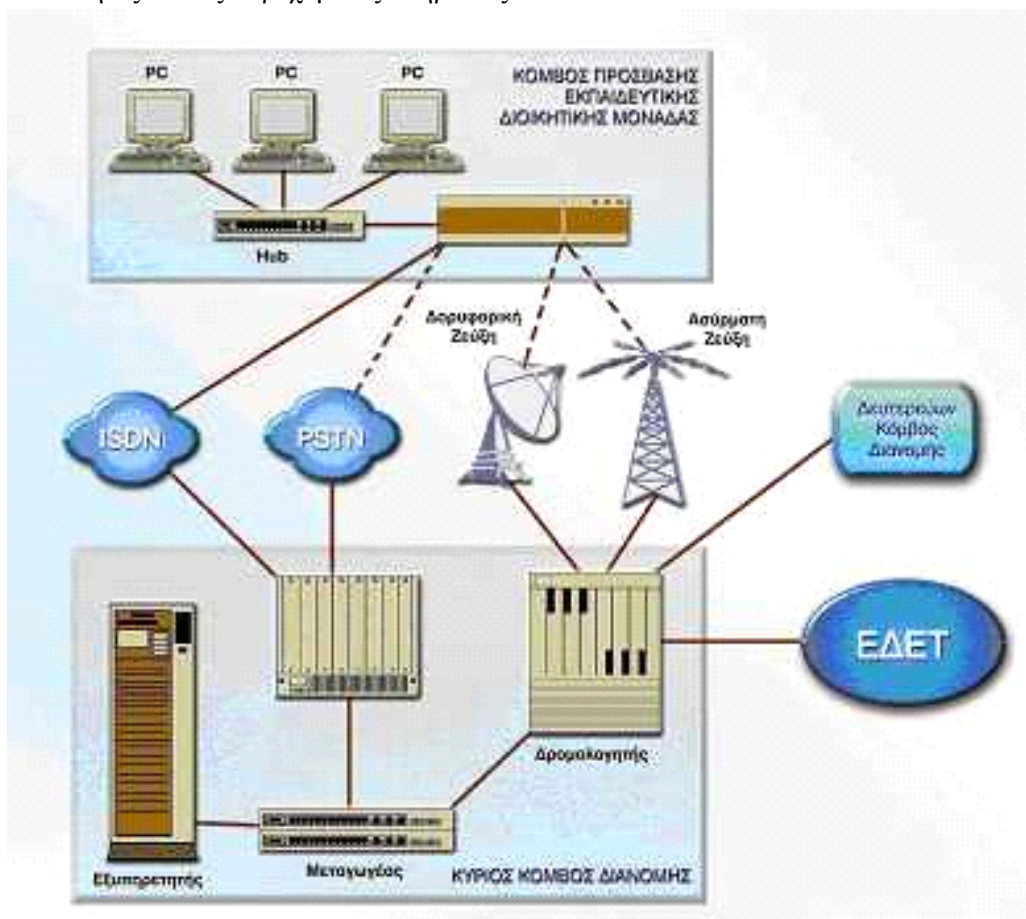 PC PC PC
ΚΟΜΒΟΣ ΠΡΟΣΒΑΣΗΣ
ΕΚΠΑΙΔΕΥΤΙΚΗΣ
ΔΙΟΙΚΗΤΙΚΗΣ ΜΟΝΑΔΑΣ
Hub
Δορυφορική
Ζεύξη
Ασύρματη
Ζεύξη
ISDN
PSTN
Δευτερεύων
Κόμβος
Διανομής
ΕΔΕΤ
Δρομολογητής
Εξυπηρετητής
Μεταγωγέας
ΚΥΡΙΟΣ ΚΟΜΒΟΣ ΔΙΑΝΟΜΗΣ